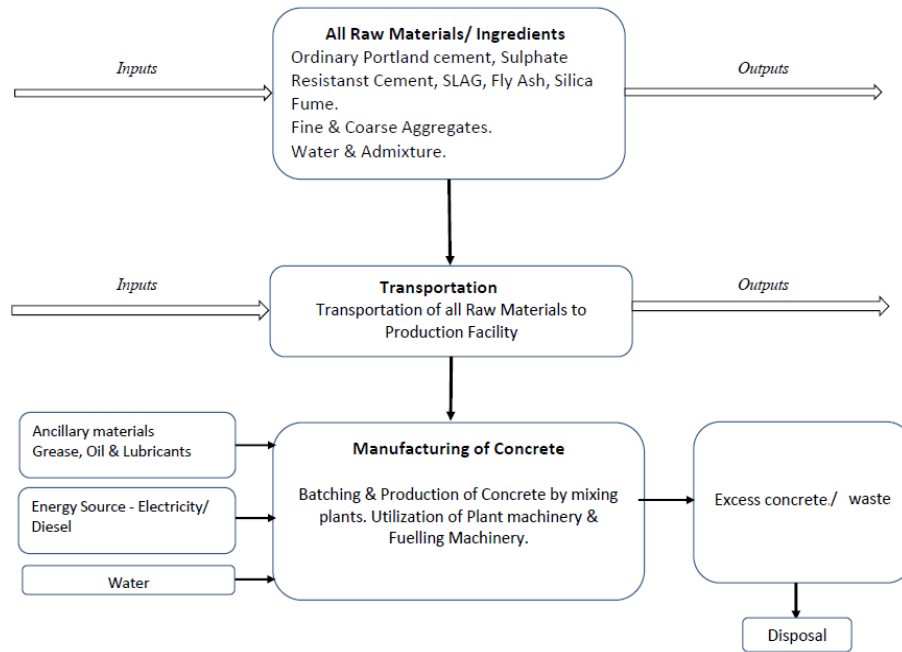 All Raw Materials/ Ingredients
Ordinary Portland cement, Sulphate
Resistanst Cement, SLAG, Fly Ash, Silica
Fume.
Fine & Coarse Aggregates.
Water & Admixture.
Inputs
Outputs
Transportation
Transportation of all Raw Materials to
Production Facility
Inputs
Outputs
Ancillary materials
Grease, Oil & Lubricants
Energy Source - Electricity/
Diesel
Water
Manufacturing of Concrete
Batching & Production of Concrete by mixing
plants. Utilization of Plant machinery &
Fuelling Machinery.
Excess concrete./ waste
Disposal